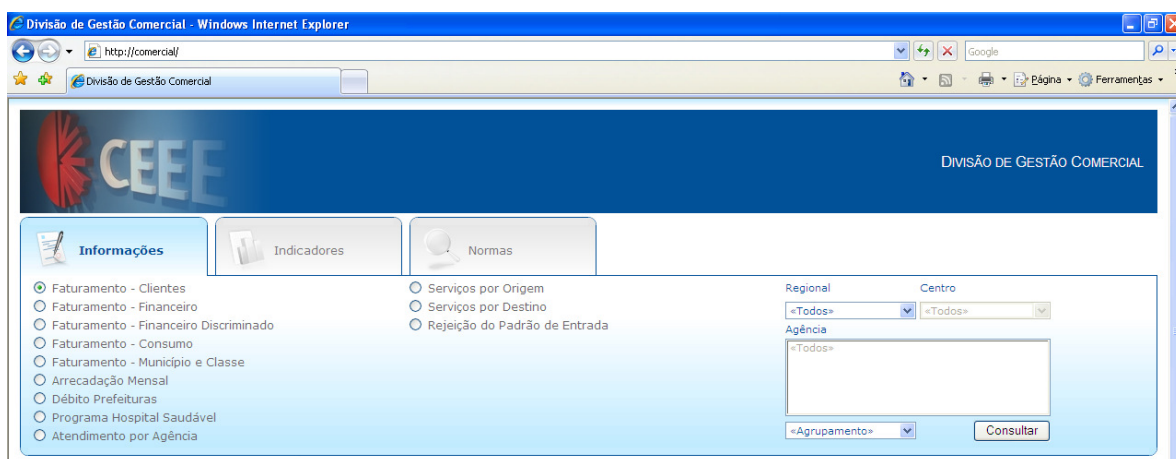 Divisão de Gestão Comercial - Windows Internet Explorer
http://comercial/
Google
Divisão de Gestão Comercial
Página
Ferramentas
CEEE
DIVISÃO DE GESTÃO COMERCIAL
Informações
Indicadores
Normas
Faturamento - Clientes
Faturamento - Financeiro
Faturamento - Financeiro Discriminado
Faturamento - Consumo
Faturamento - Município e Classe
Arrecadação Mensal
Débito Prefeituras
Programa Hospital Saudável
Atendimento por Agência
Serviços por Origem
Serviços por Destino
Rejeição do Padrão de Entrada
Regional Centro
«Todos» «Todos»
Agência
«Todos»
«Agrupamento» Consultar